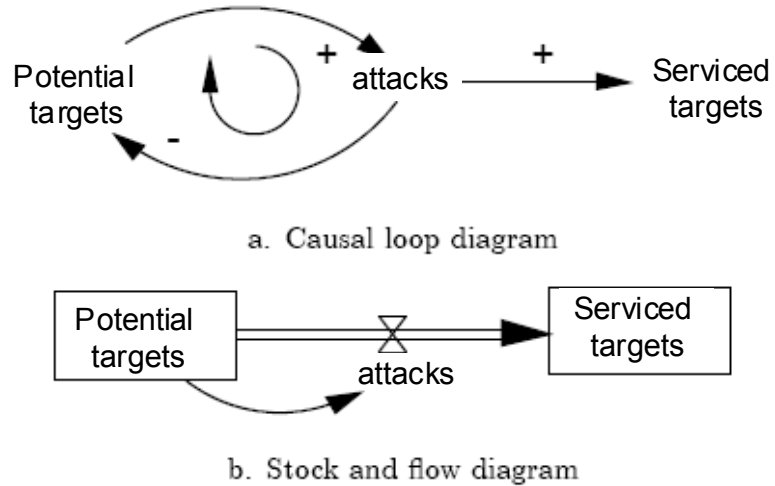 Potential
targets
+
attacks
+
Serviced
targets
-
a. Causal loop diagram
Potential
targets
attacks
Serviced
targets
b. Stock and flow diagram